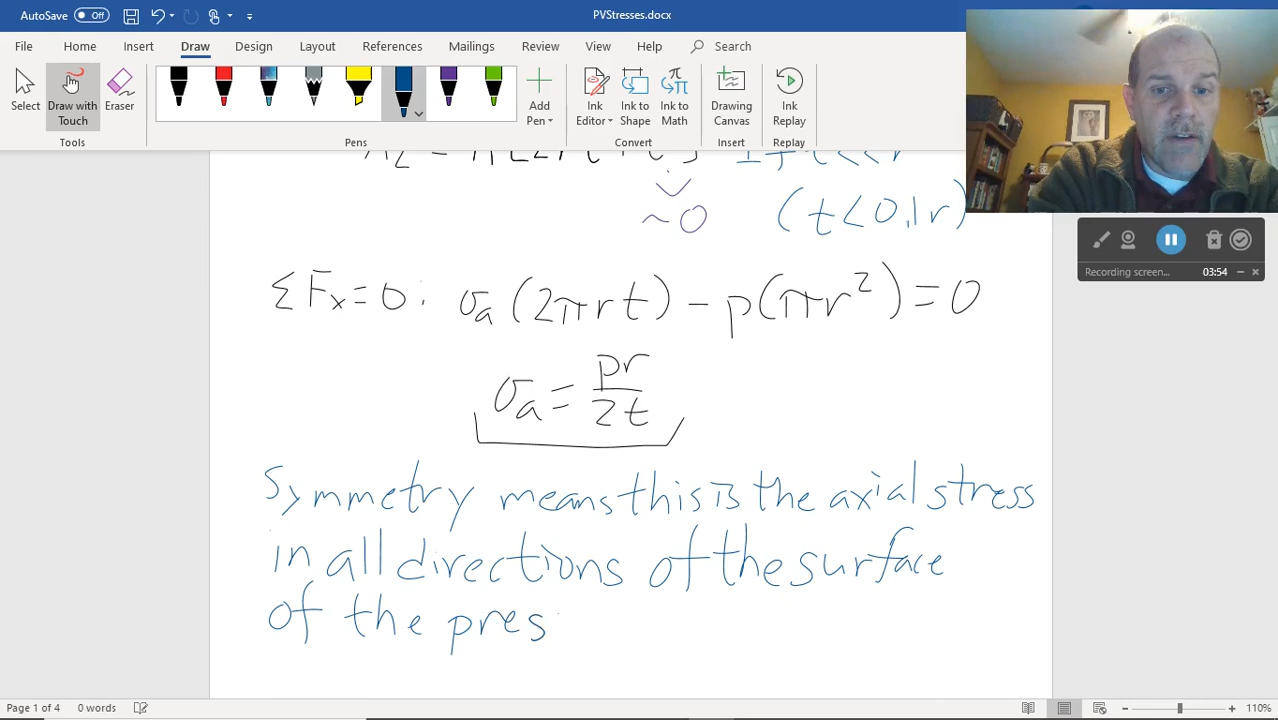 AutoSave Off
PVStresses.docx
File Home Insert Draw Design Layout References Mailings Review View Help Search
Select
Draw with Touch
Eraser
Add Pen
Ink Editor
Ink to Shape
Ink to Math
Drawing Canvas
Ink Replay
Tools Pens Convert Insert Replay
Recording screen... 03:54
~0 (t<0.1r)
ΣFx=0: σa(2πrt) - p(πr²) = 0
σa = pr/2t
Symmetry means this is the axial stress
in all directions of the surface
of the pres
Page 1 of 4 0 words 110%